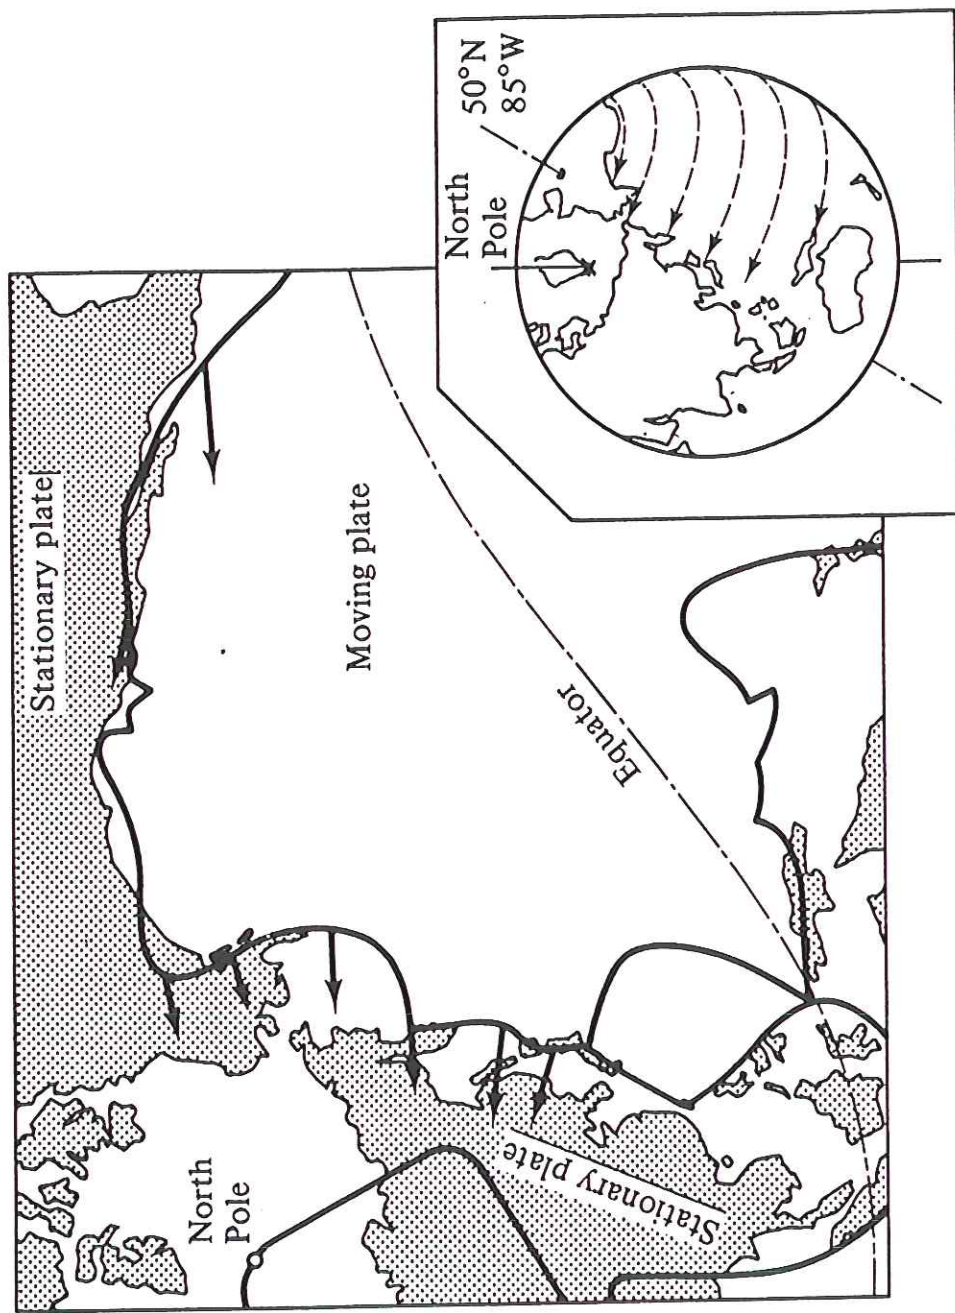 Stationary plate
Moving plate
Equator
North
Pole
Stationary plate
North
Pole
50°N
85°W